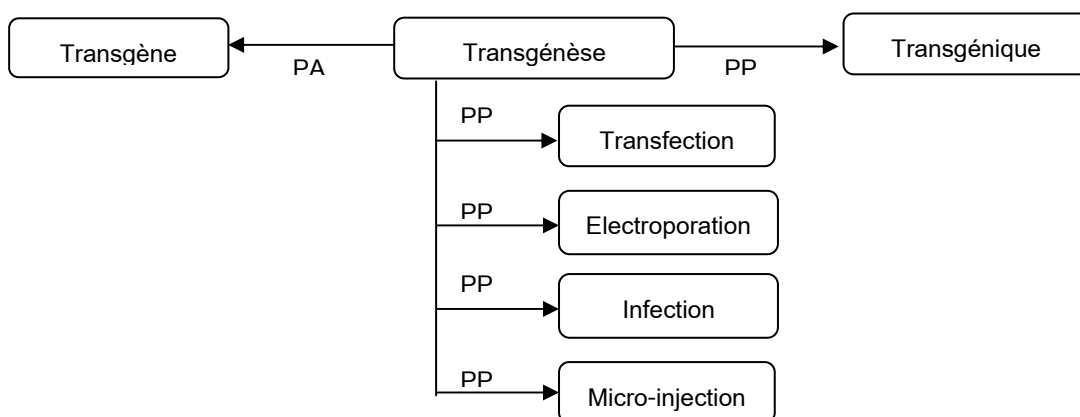 Transgène
Transgénèse
Transgénique
PA
PP
PP
Transfection
PP
Electroporation
PP
Infection
PP
Micro-injection